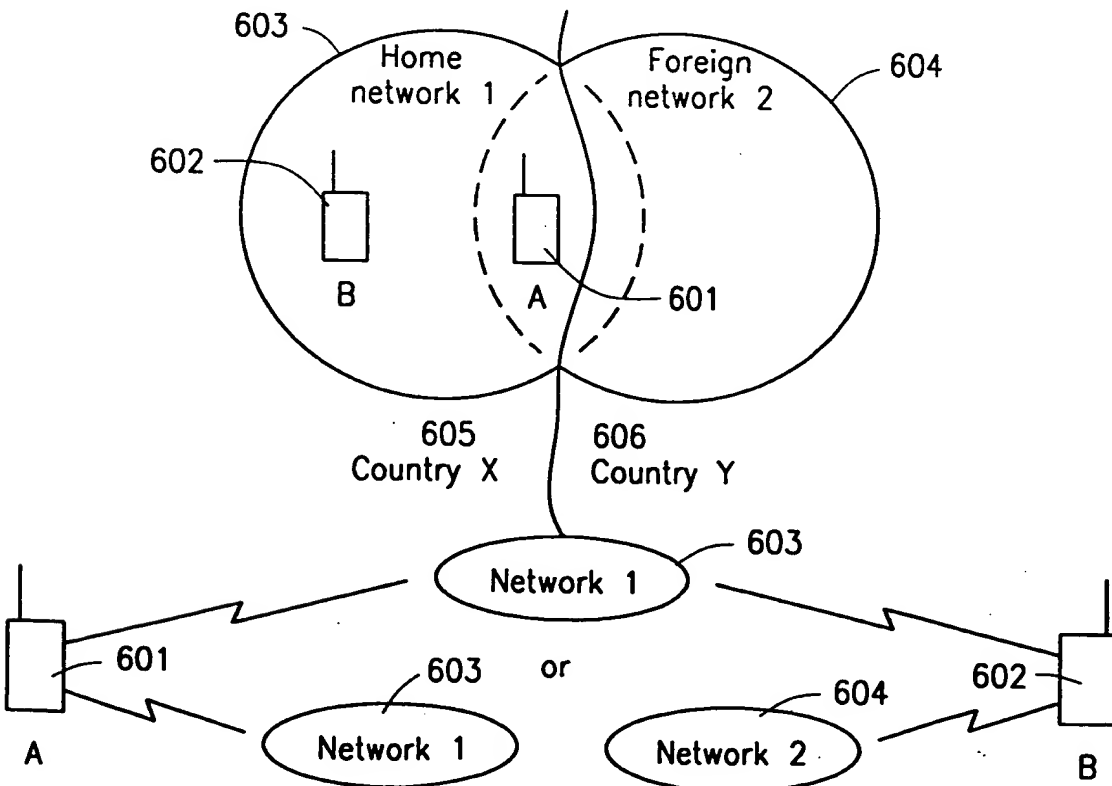 603
Home
network 1
Foreign
network 2
604
602
B
A
601
605
Country X
606
Country Y
603
Network 1
601
A
603
or
604
602
B
Network 1
Network 2